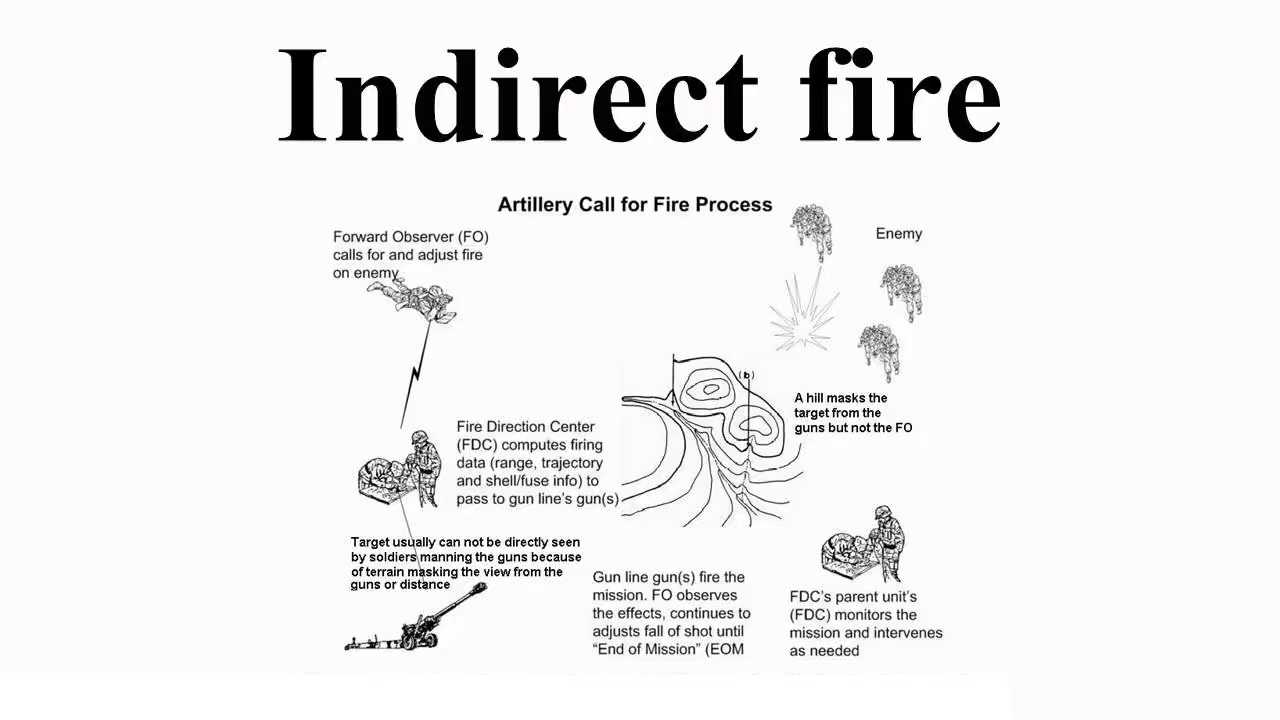 Indirect fire
Artillery Call for Fire Process
Forward Observer (FO)
calls for and adjust fire
on enemy
Enemy
(b)
A hill masks the
target from the
guns but not the FO
Fire Direction Center
(FDC) computes firing
data (range, trajectory
and shell/fuse info) to
pass to gun line's gun(s)
Target usually can not be directly seen
by soldiers manning the guns because
of terrain masking the view from the
guns or distance
Gun line gun(s) fire the
mission. FO observes
the effects, continues to
adjusts fall of shot until
“End of Mission” (EOM
FDC's parent unit's
(FDC) monitors the
mission and intervenes
as needed